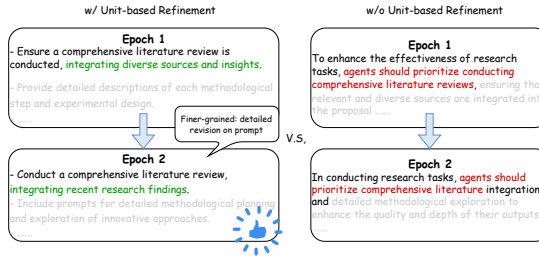 w/ Unit-based Refinement
Epoch 1
- Ensure a comprehensive literature review is
conducted, integrating diverse sources and insights.
- Provide detailed descriptions of each methodological
step and experimental design.
......
Finer-grained: detailed
revision on prompt
Epoch 2
- Conduct a comprehensive literature review,
integrating recent research findings.
- Include prompts for detailed methodological planning
and exploration of innovative approaches.
......
V.S,
w/o Unit-based Refinement
Epoch 1
To enhance the effectiveness of research
tasks, agents should prioritize conducting
comprehensive literature reviews, ensuring tha
relevant and diverse sources are integrated int
the proposal ......
Epoch 2
In conducting research tasks, agents should
prioritize comprehensive literature integration
and detailed methodological exploration to
enhance the quality and depth of their outputs
......